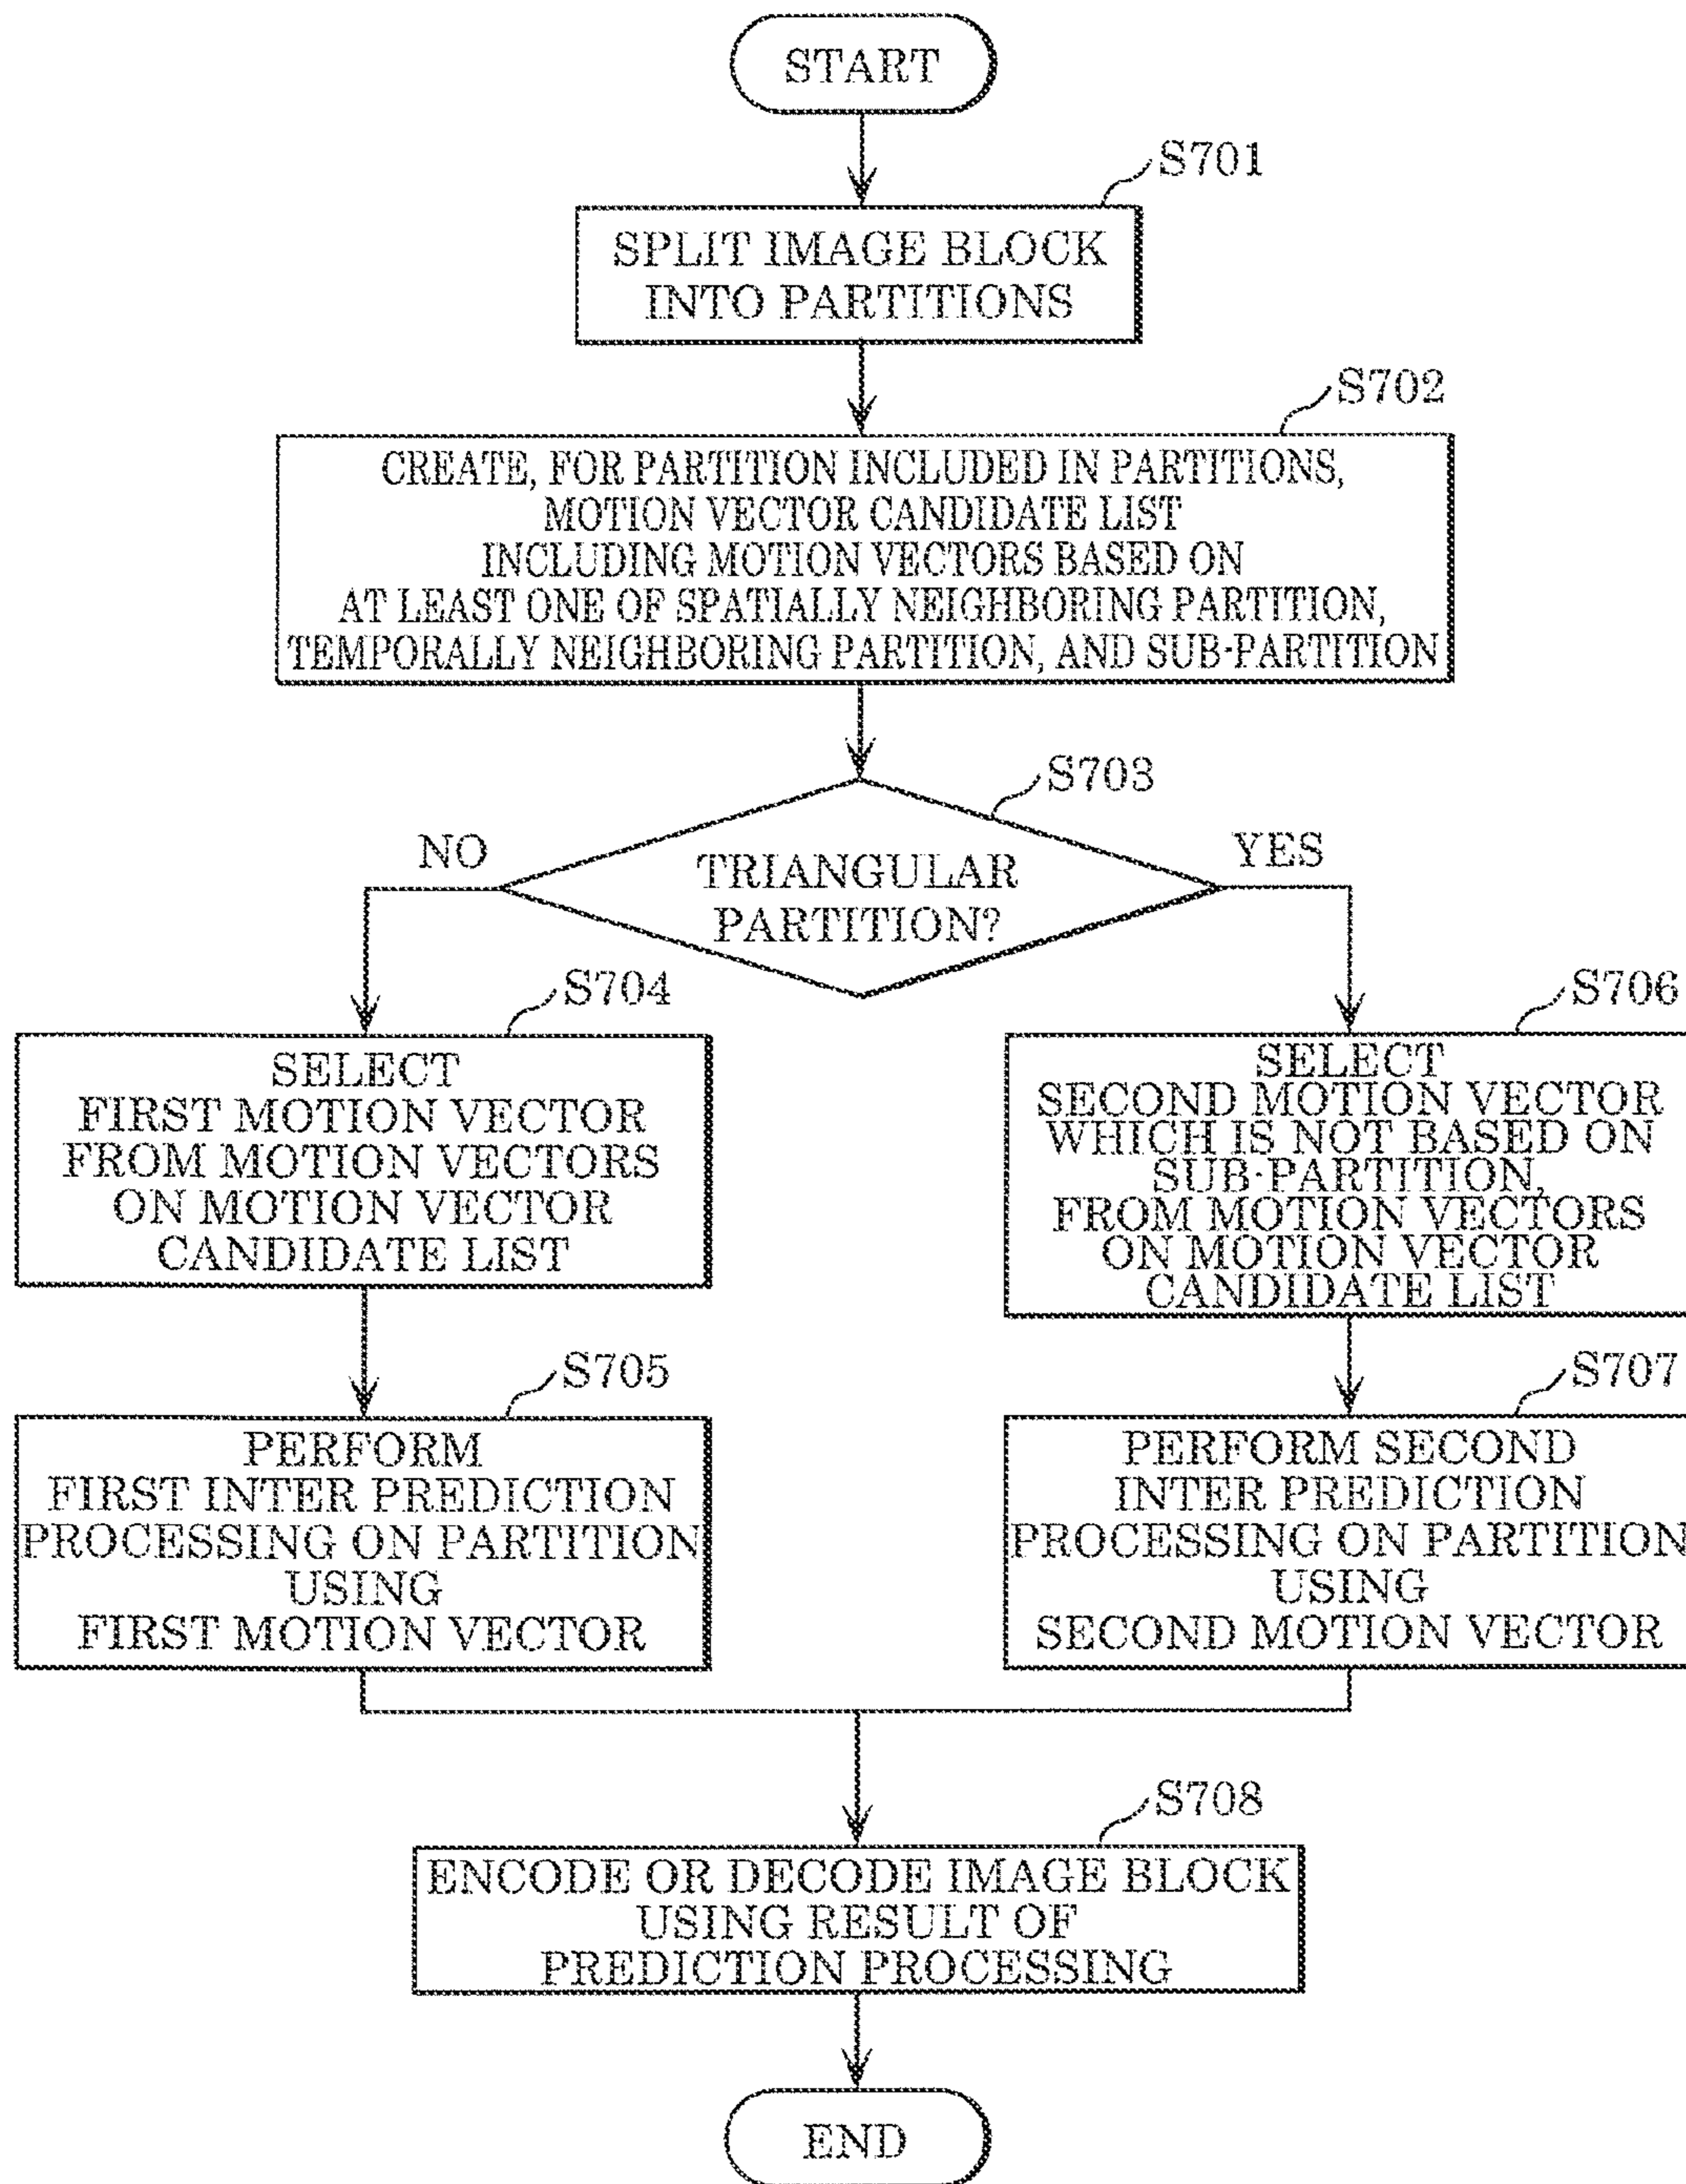 START
S701
SPLIT IMAGE BLOCK
INTO PARTITIONS
S702
CREATE, FOR PARTITION INCLUDED IN PARTITIONS,
MOTION VECTOR CANDIDATE LIST
INCLUDING MOTION VECTORS BASED ON
AT LEAST ONE OF SPATIALLY NEIGHBORING PARTITION,
TEMPORALLY NEIGHBORING PARTITION, AND SUB-PARTITION
S703
NO
YES
TRIANGULAR
PARTITION?
S704
SELECT
FIRST MOTION VECTOR
FROM MOTION VECTORS
ON MOTION VECTOR
CANDIDATE LIST
S706
SELECT
SECOND MOTION VECTOR
WHICH IS NOT BASED ON
SUB-PARTITION,
FROM MOTION VECTORS
ON MOTION VECTOR
CANDIDATE LIST
S705
PERFORM
FIRST INTER PREDICTION
PROCESSING ON PARTITION
USING
FIRST MOTION VECTOR
S707
PERFORM SECOND
INTER PREDICTION
PROCESSING ON PARTITION
USING
SECOND MOTION VECTOR
S708
ENCODE OR DECODE IMAGE BLOCK
USING RESULT OF
PREDICTION PROCESSING
END